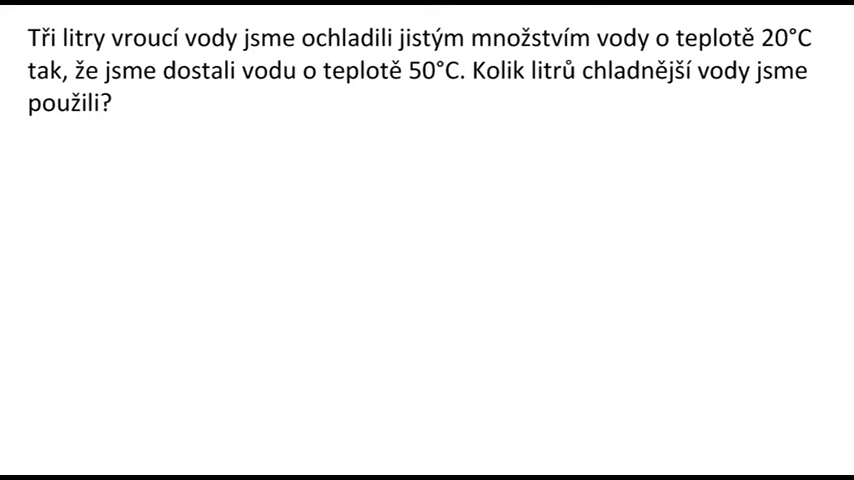 Tři litry vroucí vody jsme ochladili jistým množstvím vody o teplotě 20°C
tak, že jsme dostali vodu o teplotě 50°C. Kolik litrů chladnější vody jsme
použili?